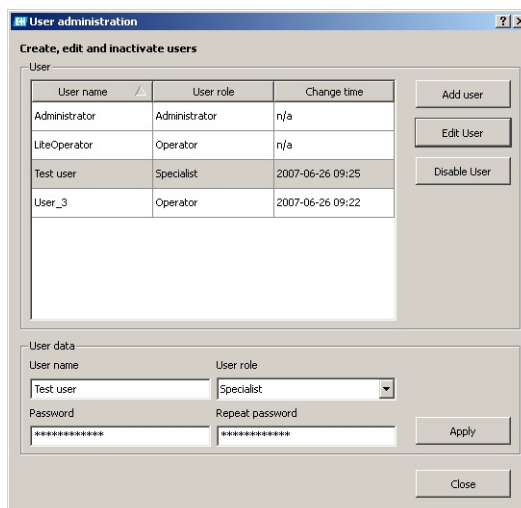 User administration
Create, edit and inactivate users
User
User name User role Change time
Administrator Administrator n/a
LiteOperator Operator n/a
Test user Specialist 2007-06-26 09:25
User_3 Operator 2007-06-26 09:22
Add user
Edit User
Disable User
User data
User name User role
Test user Specialist
Password Repeat password
************ ************
Apply
Close